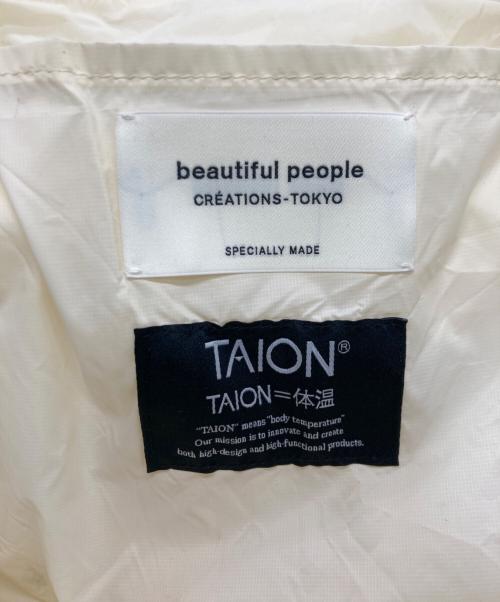 beautiful people
CRÉATIONS-TOKYO
SPECIALLY MADE
TAION®
TAION=体温
"TAION" means "body temperature"
Our mission is to innovate and create
both high-design and high-functional products.